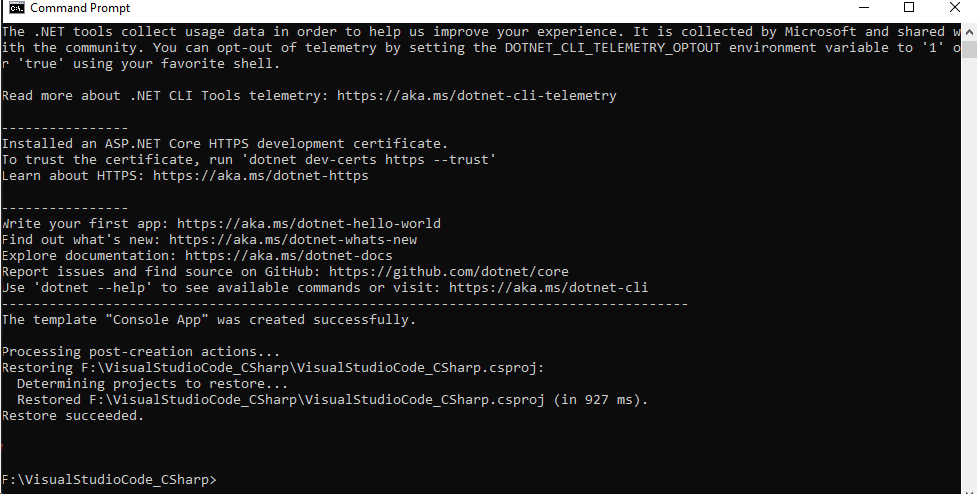 Command Prompt
The .NET tools collect usage data in order to help us improve your experience. It is collected by Microsoft and shared w
ith the community. You can opt-out of telemetry by setting the DOTNET_CLI_TELEMETRY_OPTOUT environment variable to '1' o
r 'true' using your favorite shell.
Read more about .NET CLI Tools telemetry: https://aka.ms/dotnet-cli-telemetry
----------------
Installed an ASP.NET Core HTTPS development certificate.
To trust the certificate, run 'dotnet dev-certs https --trust'
Learn about HTTPS: https://aka.ms/dotnet-https
----------------
Write your first app: https://aka.ms/dotnet-hello-world
Find out what's new: https://aka.ms/dotnet-whats-new
Explore documentation: https://aka.ms/dotnet-docs
Report issues and find source on GitHub: https://github.com/dotnet/core
Use 'dotnet --help' to see available commands or visit: https://aka.ms/dotnet-cli
--------------------------------------------------------------------------------------
The template "Console App" was created successfully.
Processing post-creation actions...
Restoring F:\VisualStudioCode_CSharp\VisualStudioCode_CSharp.csproj:
  Determining projects to restore...
  Restored F:\VisualStudioCode_CSharp\VisualStudioCode_CSharp.csproj (in 927 ms).
Restore succeeded.
F:\VisualStudioCode_CSharp>